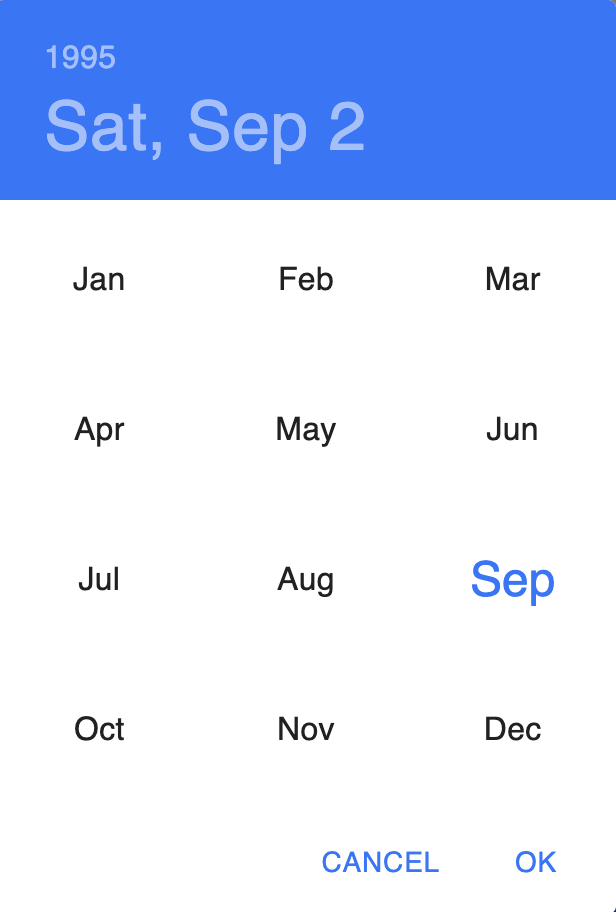 1995
Sat, Sep 2
Jan Feb Mar
Apr May Jun
Jul Aug Sep
Oct Nov Dec
CANCEL OK